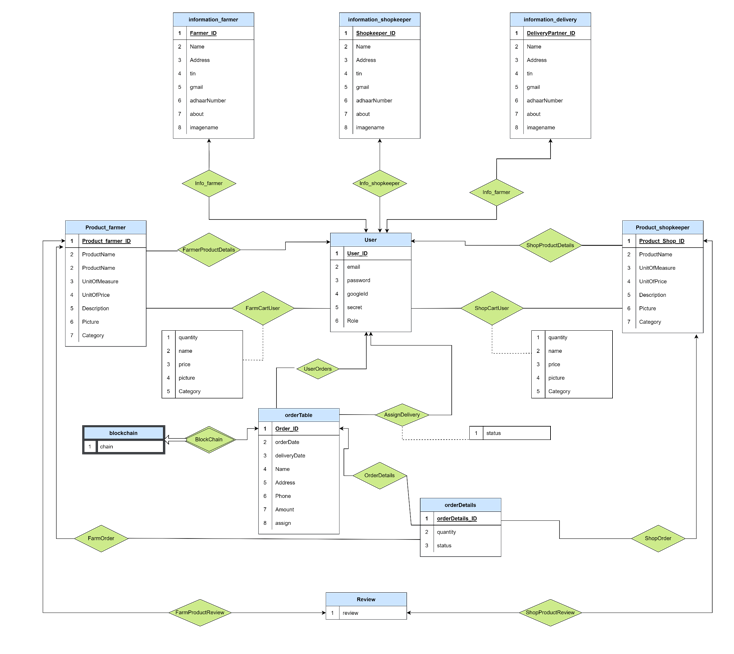 information_farmer
1 Farmer_ID
2 Name
3 Address
4 tin
5 gmail
6 adhaarNumber
7 about
8 imagename
information_shopkeeper
1 Shopkeeper_ID
2 Name
3 Address
4 tin
5 gmail
6 adhaarNumber
7 about
8 imagename
information_delivery
1 DeliveryPartner_ID
2 Name
3 Address
4 tin
5 gmail
6 adhaarNumber
7 about
8 imagename
Info_farmer
Info_shopkeeper
Info_farmer
Product_farmer
1 Product_farmer_ID
2 ProductName
2 ProductName
3 UnitOfMeasure
4 UnitOfPrice
5 Description
6 Picture
7 Category
FarmerProductDetails
User
1 User_ID
2 email
3 password
4 googleId
5 secret
6 Role
ShopProductDetails
Product_shopkeeper
1 Product_Shop_ID
2 ProductName
3 UnitOfMeasure
4 UnitOfPrice
5 Description
6 Picture
7 Category
FarmCartUser
ShopCartUser
1 quantity
2 name
3 price
4 picture
5 Category
1 quantity
2 name
3 price
4 picture
5 Category
UserOrders
blockchain
1 chain
BlockChain
orderTable
1 Order_ID
2 orderDate
3 deliveryDate
4 Name
5 Address
6 Phone
7 Amount
8 assign
AssignDelivery
1 status
OrderDetails
orderDetails
1 orderDetails_ID
2 quantity
3 status
FarmOrder
ShopOrder
FarmProductReview
Review
1 review
ShopProductReview